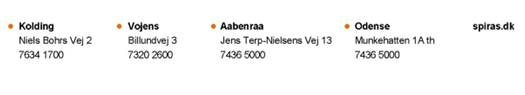 Kolding
Niels Bohrs Vej 2
7634 1700
Vojens
Billundvej 3
7320 2600
Aabenraa
Jens Terp-Nielsens Vej 13
7436 5000
Odense
Munkehatten 1A th
7436 5000
spiras.dk